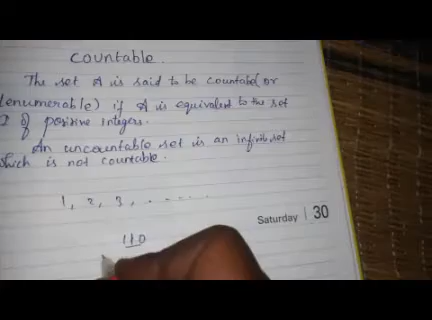 Countable.
The set A is said to be countabl (or
(enumerable) if A is equivalent to the set
I of positive integers.
An uncountable set is an infinite set
which is not countable.
1, 2, 3, . - - - - -
Saturday | 30